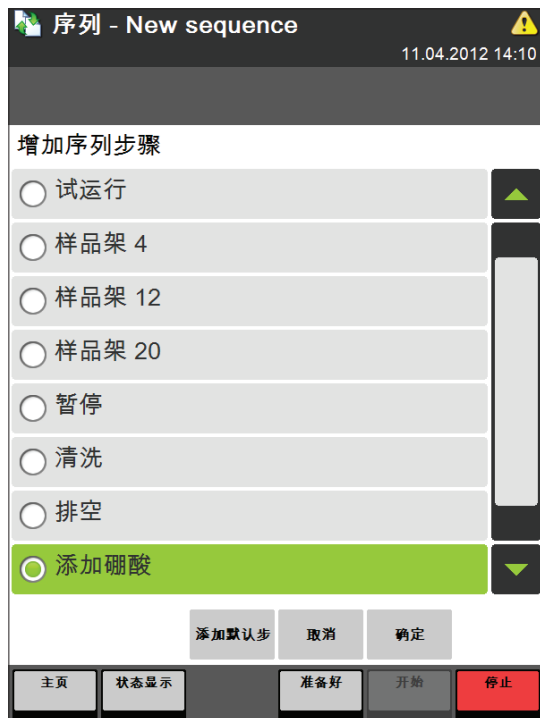 序列 - New sequence
11.04.2012 14:10
增加序列步骤
试运行
样品架 4
样品架 12
样品架 20
暂停
清洗
排空
添加硼酸
添加默认步 取消 确定
主页 状态显示 准备好 开始 停止